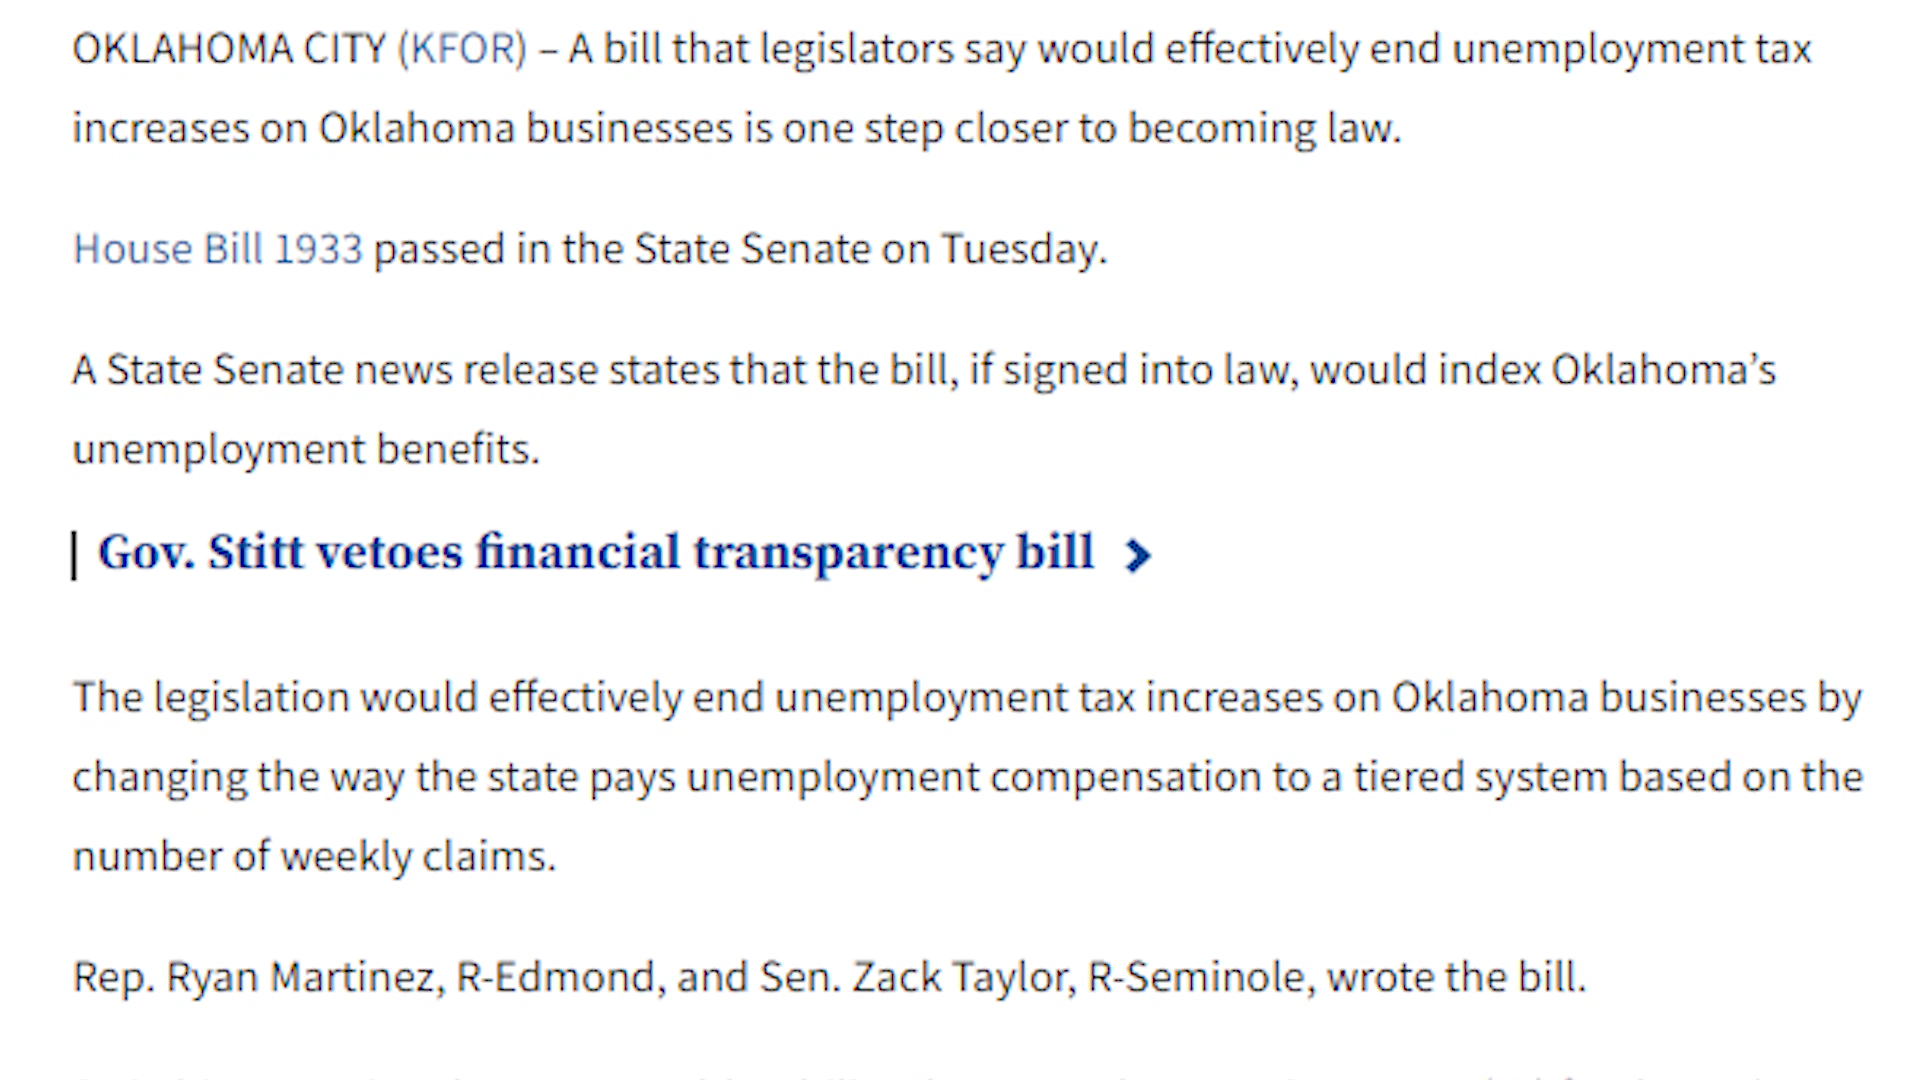 OKLAHOMA CITY (KFOR) – A bill that legislators say would effectively end unemployment tax
increases on Oklahoma businesses is one step closer to becoming law.
House Bill 1933 passed in the State Senate on Tuesday.
A State Senate news release states that the bill, if signed into law, would index Oklahoma’s
unemployment benefits.
| Gov. Stitt vetoes financial transparency bill >
The legislation would effectively end unemployment tax increases on Oklahoma businesses by
changing the way the state pays unemployment compensation to a tiered system based on the
number of weekly claims.
Rep. Ryan Martinez, R-Edmond, and Sen. Zack Taylor, R-Seminole, wrote the bill.